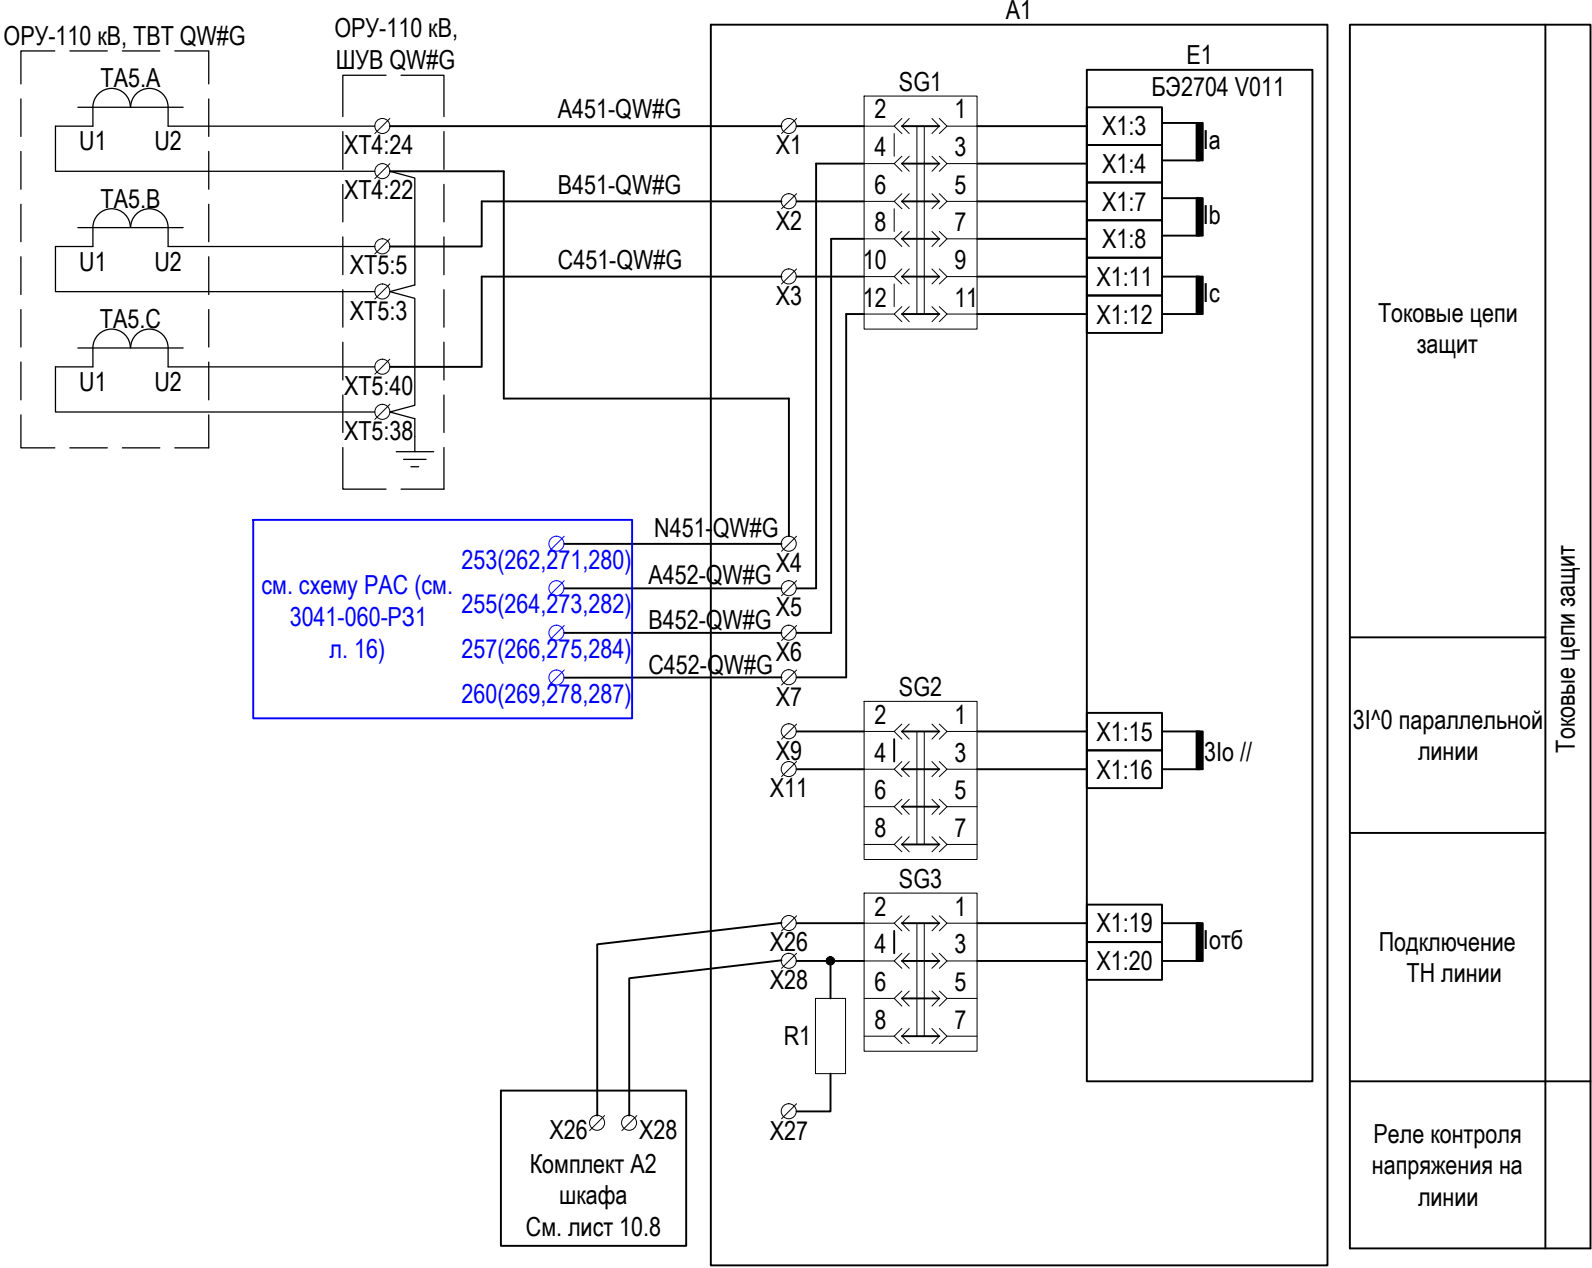 ОРУ-110 кВ, ТВТ QW#G
TA5.A
U1 U2
TA5.B
U1 U2
TA5.C
U1 U2
ОРУ-110 кВ,
ШУВ QW#G
XT4:24
XT4:22
XT5:5
XT5:3
XT5:40
XT5:38
A451-QW#G
B451-QW#G
C451-QW#G
N451-QW#G
A452-QW#G
B452-QW#G
C452-QW#G
см. схему РАС (см.
3041-060-РЗ1
л. 16)
253(262,271,280)
255(264,273,282)
257(266,275,284)
260(269,278,287)
A1
X1
X2
X3
X4
X5
X6
X7
X9
X11
X26
X28
R1
X27
SG1
2 1
4 3
6 5
8 7
10 9
12 11
SG2
2 1
4 3
6 5
8 7
SG3
2 1
4 3
6 5
8 7
E1
БЭ2704 V011
X1:3
X1:4
Ia
X1:7
X1:8
Ib
X1:11
X1:12
Ic
X1:15
X1:16
3Io //
X1:19
X1:20
Iотб
X26 X28
Комплект А2
шкафа
См. лист 10.8
Токовые цепи
защит
3I^0 параллельной
линии
Подключение
ТН линии
Реле контроля
напряжения на
линии
Токовые цепи защит